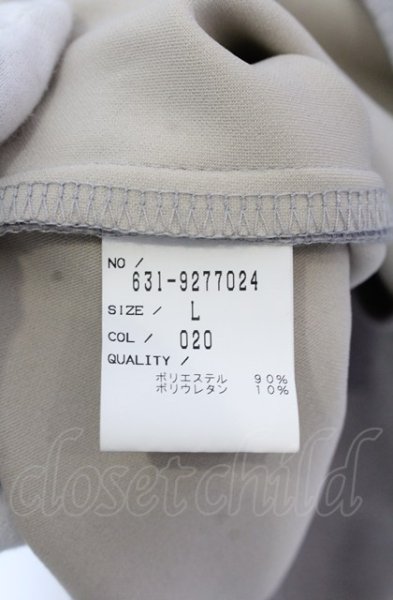 NO / 631-9277024
SIZE / L
COL / 020
QUALITY /
ポリエステル 90%
ポリウレタン 10%
closetchild